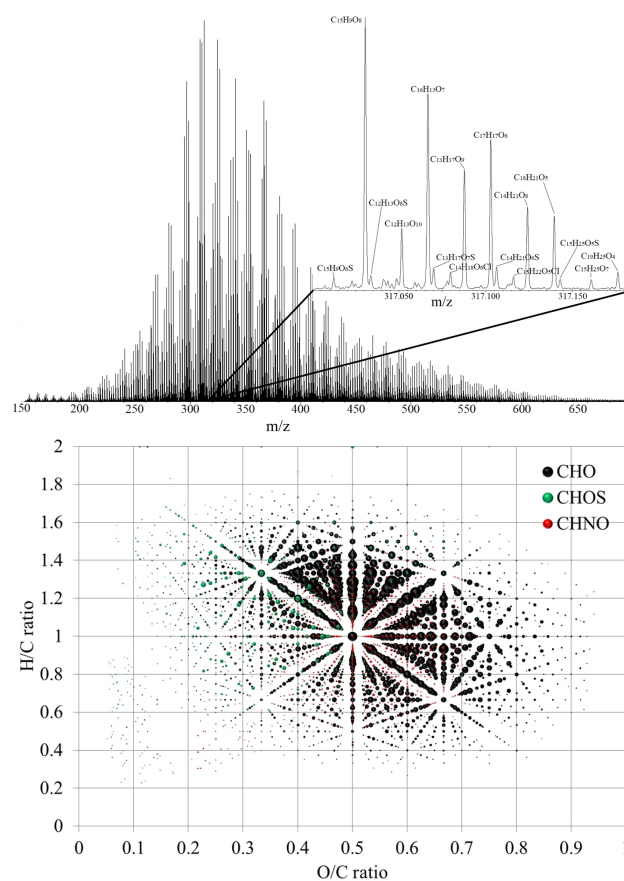 C15H9O8
C16H13O7
C17H17O6
C13H17O9
C18H21O5
C12H13O8S
C14H21O8
C12H13O10
C13H17O7S
C14H21O6S
C15H25O5S
C19H25O4
C15H9O6S
C14H18O6Cl
C15H22O5Cl
C15H25O7
317.050 317.100 317.150
m/z
150 200 250 300 350 400 450 500 550 600 650
m/z
2
1.8
1.6
1.4
1.2
1
0.8
0.6
0.4
0.2
0
H/C ratio
CHO
CHOS
CHNO
0 0.1 0.2 0.3 0.4 0.5 0.6 0.7 0.8 0.9
O/C ratio